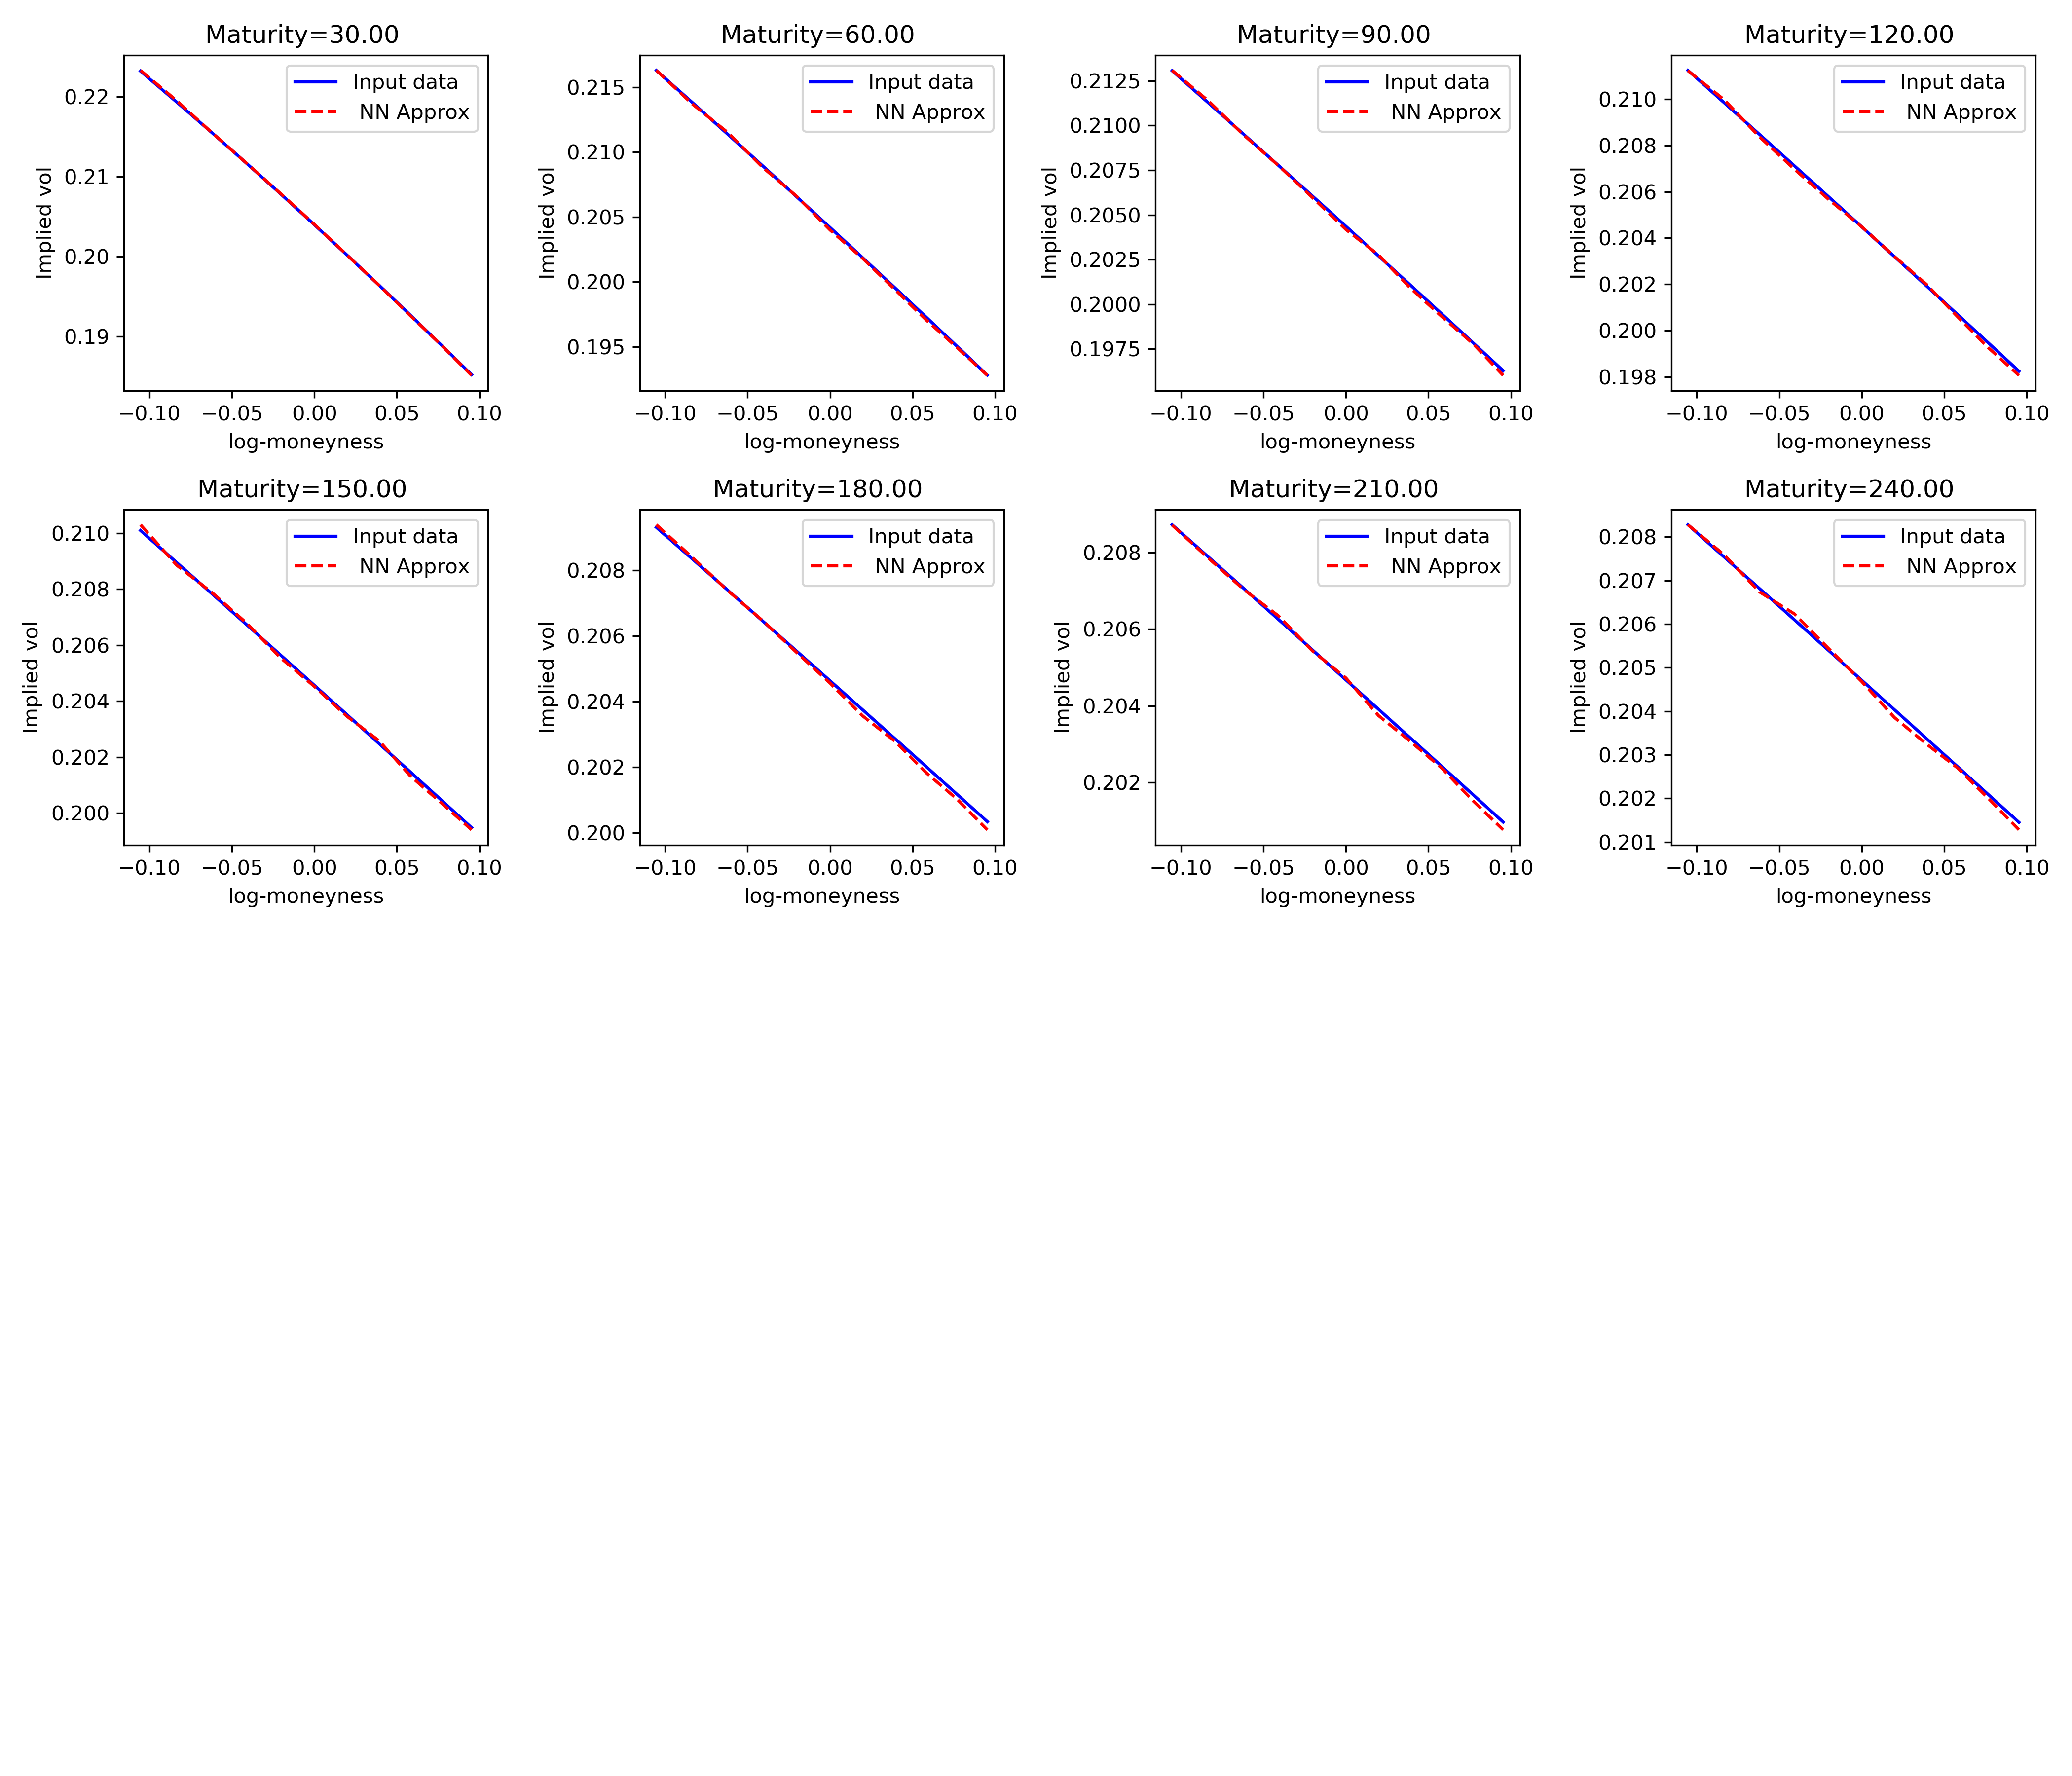 Maturity=30.00
Input data
NN Approx
0.22
0.21
0.20
0.19
Implied vol
−0.10 −0.05 0.00 0.05 0.10
log-moneyness
Maturity=60.00
Input data
NN Approx
0.215
0.210
0.205
0.200
0.195
Implied vol
−0.10 −0.05 0.00 0.05 0.10
log-moneyness
Maturity=90.00
Input data
NN Approx
0.2125
0.2100
0.2075
0.2050
0.2025
0.2000
0.1975
Implied vol
−0.10 −0.05 0.00 0.05 0.10
log-moneyness
Maturity=120.00
Input data
NN Approx
0.210
0.208
0.206
0.204
0.202
0.200
0.198
Implied vol
−0.10 −0.05 0.00 0.05 0.10
log-moneyness
Maturity=150.00
Input data
NN Approx
0.210
0.208
0.206
0.204
0.202
0.200
Implied vol
−0.10 −0.05 0.00 0.05 0.10
log-moneyness
Maturity=180.00
Input data
NN Approx
0.208
0.206
0.204
0.202
0.200
Implied vol
−0.10 −0.05 0.00 0.05 0.10
log-moneyness
Maturity=210.00
Input data
NN Approx
0.208
0.206
0.204
0.202
Implied vol
−0.10 −0.05 0.00 0.05 0.10
log-moneyness
Maturity=240.00
Input data
NN Approx
0.208
0.207
0.206
0.205
0.204
0.203
0.202
0.201
Implied vol
−0.10 −0.05 0.00 0.05 0.10
log-moneyness